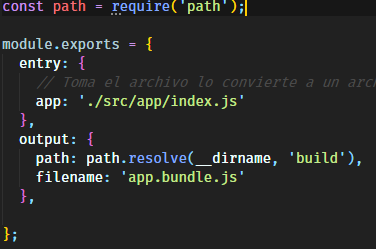 const path = require('path');
module.exports = {
entry: {
// Toma el archivo lo convierte a un
app: './src/app/index.js'
},
output: {
path: path.resolve(__dirname, 'build'),
filename: 'app.bundle.js'
},
};